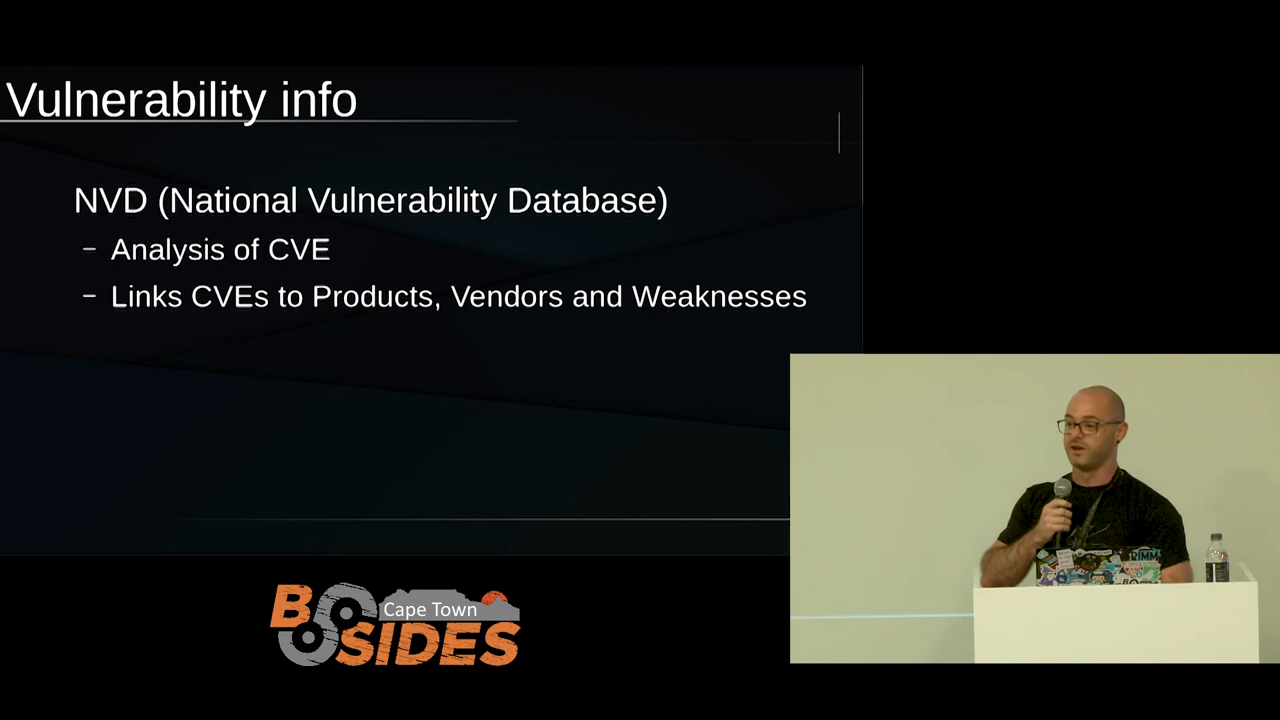 Vulnerability info
NVD (National Vulnerability Database)
– Analysis of CVE
– Links CVEs to Products, Vendors and Weaknesses
Cape Town
BSIDES